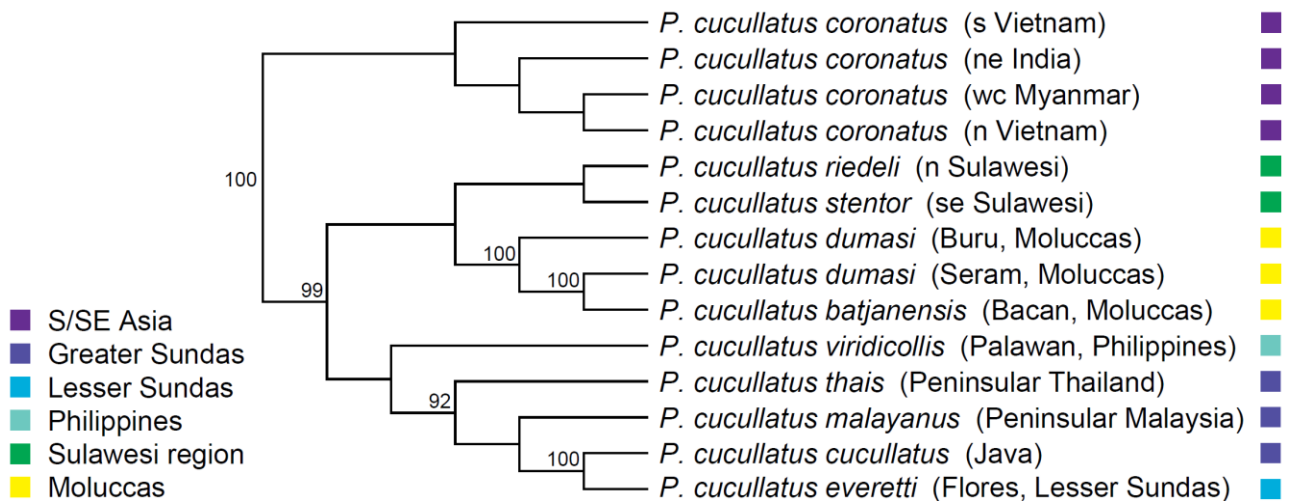 P. cucullatus coronatus (s Vietnam)
P. cucullatus coronatus (ne India)
P. cucullatus coronatus (wc Myanmar)
P. cucullatus coronatus (n Vietnam)
P. cucullatus riedeli (n Sulawesi)
100
P. cucullatus stentor (se Sulawesi)
P. cucullatus dumasi (Buru, Moluccas)
100
P. cucullatus dumasi (Seram, Moluccas)
100
99
P. cucullatus batjanensis (Bacan, Moluccas)
P. cucullatus viridicollis (Palawan, Philippines)
P. cucullatus thais (Peninsular Thailand)
92
P. cucullatus malayanus (Peninsular Malaysia)
P. cucullatus cucullatus (Java)
100
P. cucullatus everetti (Flores, Lesser Sundas)
S/SE Asia
Greater Sundas
Lesser Sundas
Philippines
Sulawesi region
Moluccas